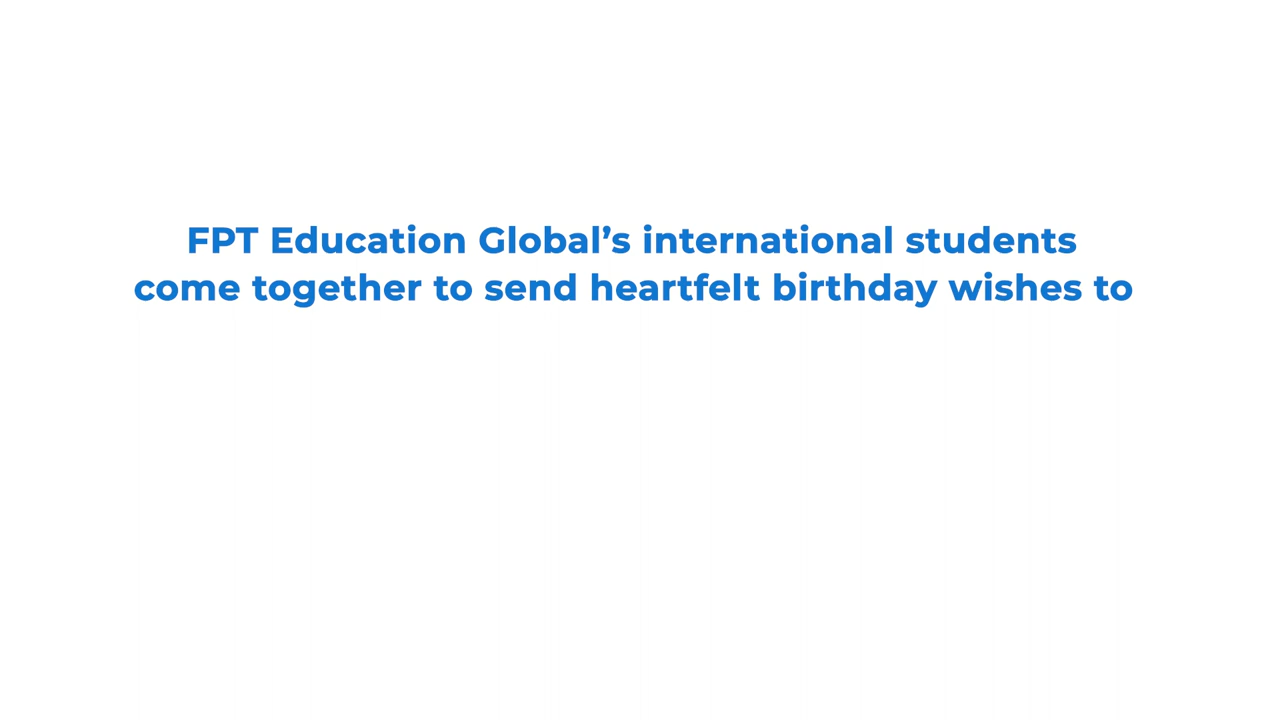 FPT Education Global’s international students
come together to send heartfelt birthday wishes to